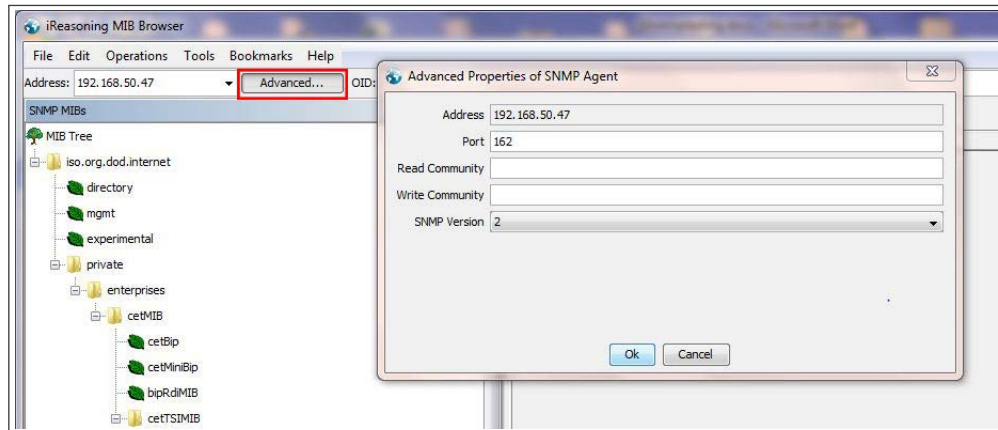 iReasoning MIB Browser
File Edit Operations Tools Bookmarks Help
Address: 192.168.50.47 Advanced... OID:
SNMP MIBs
MIB Tree
iso.org.dod.internet
directory
mgmt
experimental
private
enterprises
cetMIB
cetBip
cetMiniBip
bipRdiMIB
cetTSIMIB
Advanced Properties of SNMP Agent
Address 192.168.50.47
Port 162
Read Community
Write Community
SNMP Version 2
Ok Cancel